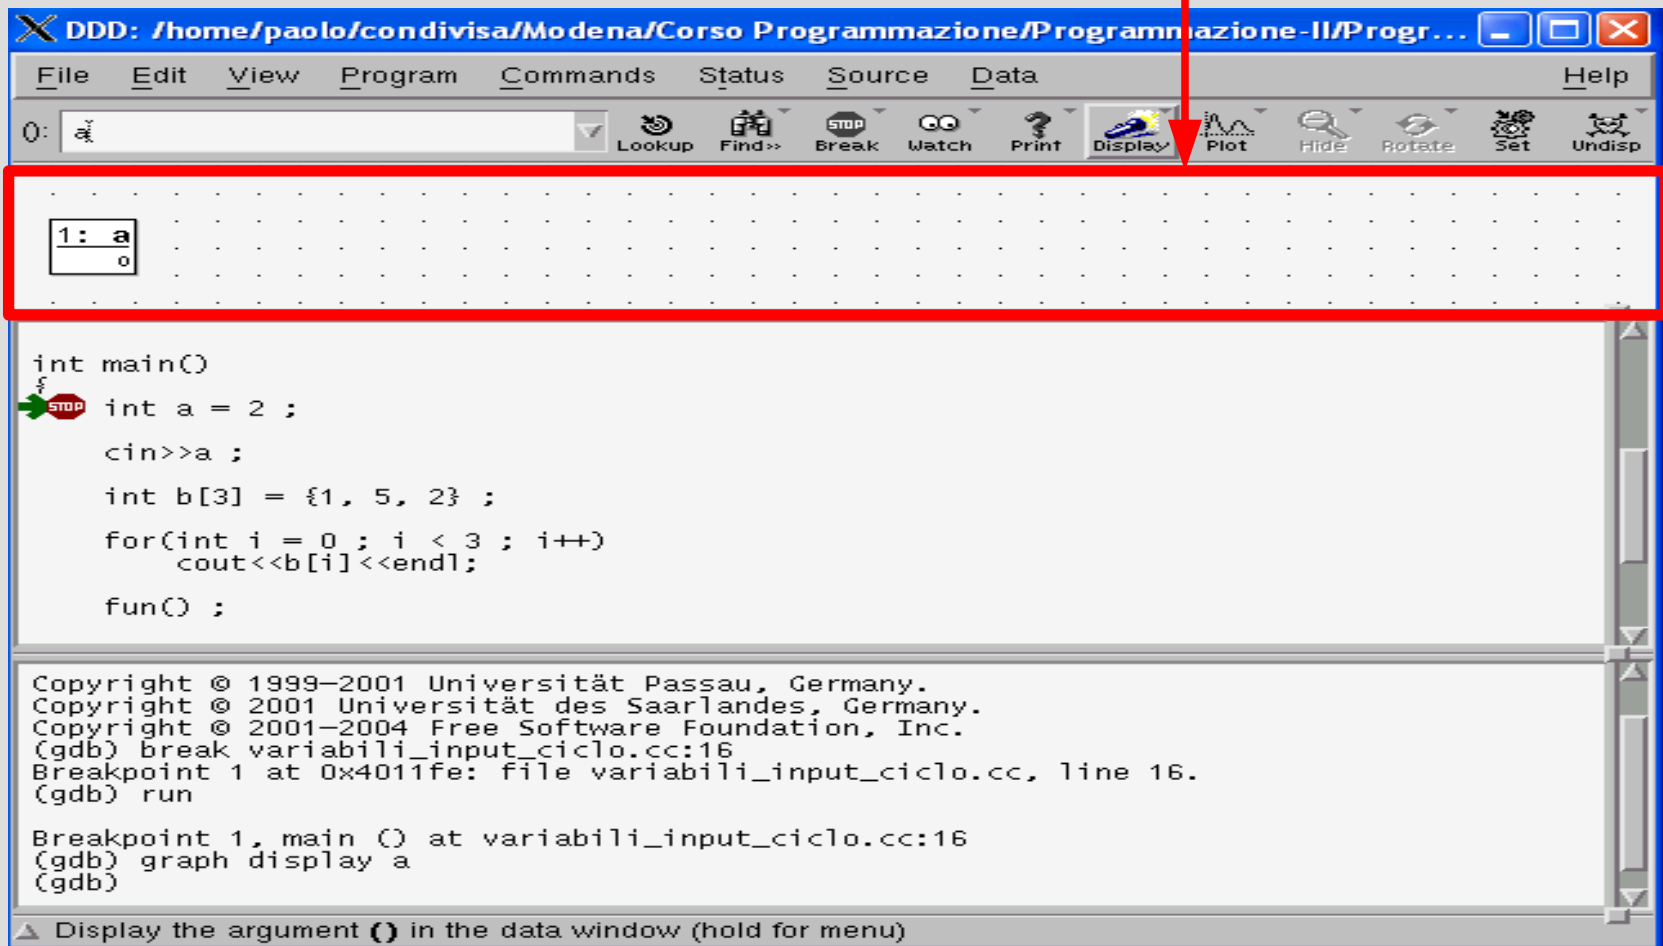 DDD: /home/paolo/condivisa/Modena/Corso Programmazione/Programmazione-II/Progr...
File Edit View Program Commands Status Source Data Help
(): a
Lookup Find» Break Watch Print Display Plot Hide Rotate Set Undisp
STOP
1: a
0
int main()
{
STOP int a = 2 ;
cin>>a ;
int b[3] = {1, 5, 2} ;
for(int i = 0 ; i < 3 ; i++)
cout<<b[i]<<endl;
fun() ;
Copyright © 1999-2001 Universität Passau, Germany.
Copyright © 2001 Universität des Saarlandes, Germany.
Copyright © 2001-2004 Free Software Foundation, Inc.
(gdb) break variabili_input_ciclo.cc:16
Breakpoint 1 at 0x4011fe: file variabili_input_ciclo.cc, line 16.
(gdb) run
Breakpoint 1, main () at variabili_input_ciclo.cc:16
(gdb) graph display a
(gdb)
Display the argument () in the data window (hold for menu)